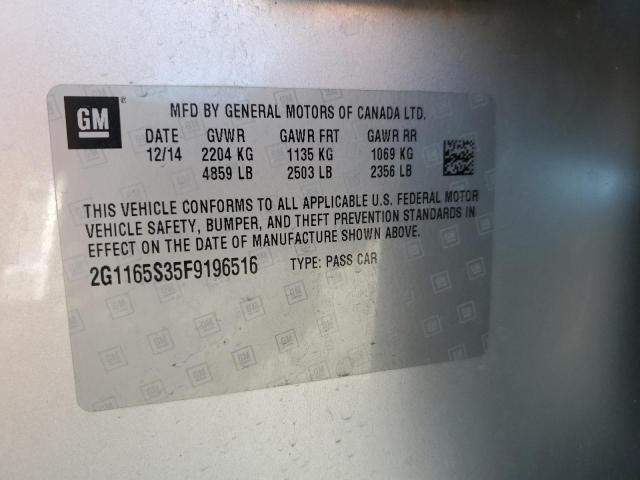 GM
MFD BY GENERAL MOTORS OF CANADA LTD.
DATE GVWR GAWR FRT GAWR RR
12/14 2204 KG 1135 KG 1069 KG
4859 LB 2503 LB 2356 LB
THIS VEHICLE CONFORMS TO ALL APPLICABLE U.S. FEDERAL MOTOR
VEHICLE SAFETY, BUMPER, AND THEFT PREVENTION STANDARDS IN
EFFECT ON THE DATE OF MANUFACTURE SHOWN ABOVE.
2G1165S35F9196516 TYPE: PASS CAR